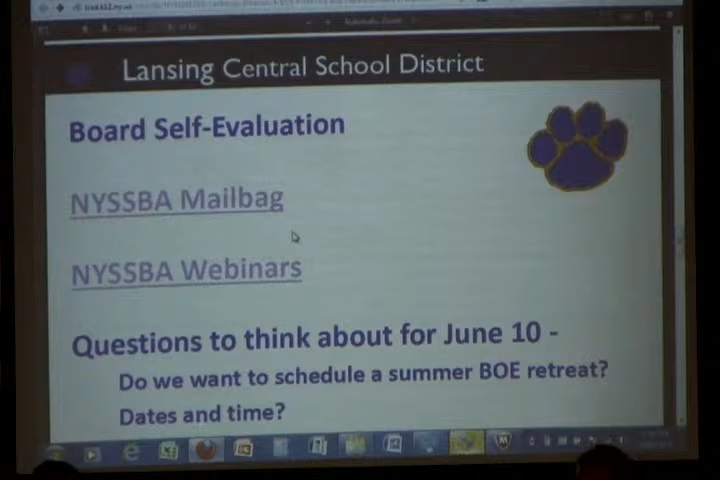 Lansing Central School District
Board Self-Evaluation
NYSSBA Mailbag
NYSSBA Webinars
Questions to think about for June 10 -
Do we want to schedule a summer BOE retreat?
Dates and time?